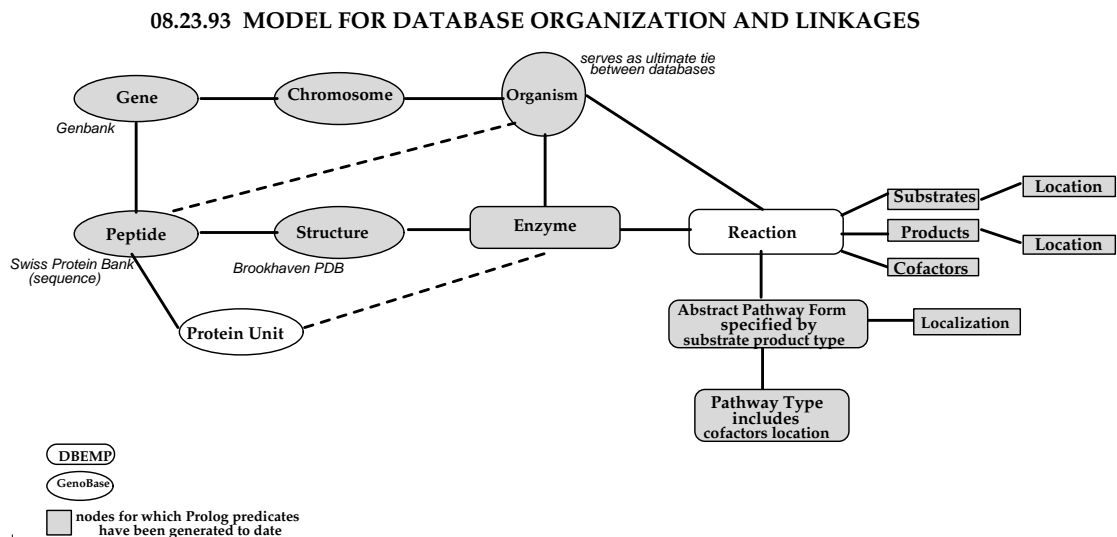 08.23.93 MODEL FOR DATABASE ORGANIZATION AND LINKAGES
serves as ultimate tie
between databases
Gene
Chromosome
Organism
Genbank
Substrates
Location
Peptide
Structure
Enzyme
Reaction
Products
Location
Swiss Protein Bank
(sequence)
Brookhaven PDB
Cofactors
Protein Unit
Abstract Pathway Form
specified by
substrate product type
Localization
Pathway Type
includes
cofactors location
DBEMP
GenoBase
nodes for which Prolog predicates
have been generated to date